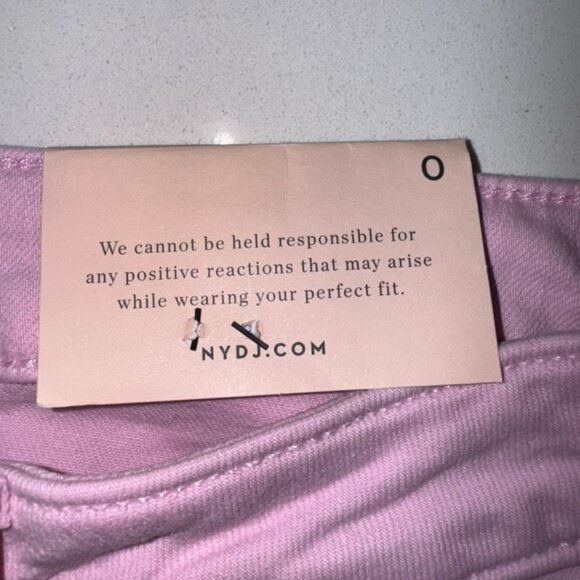 O
We cannot be held responsible for
any positive reactions that may arise
while wearing your perfect fit.
NYDJ.COM